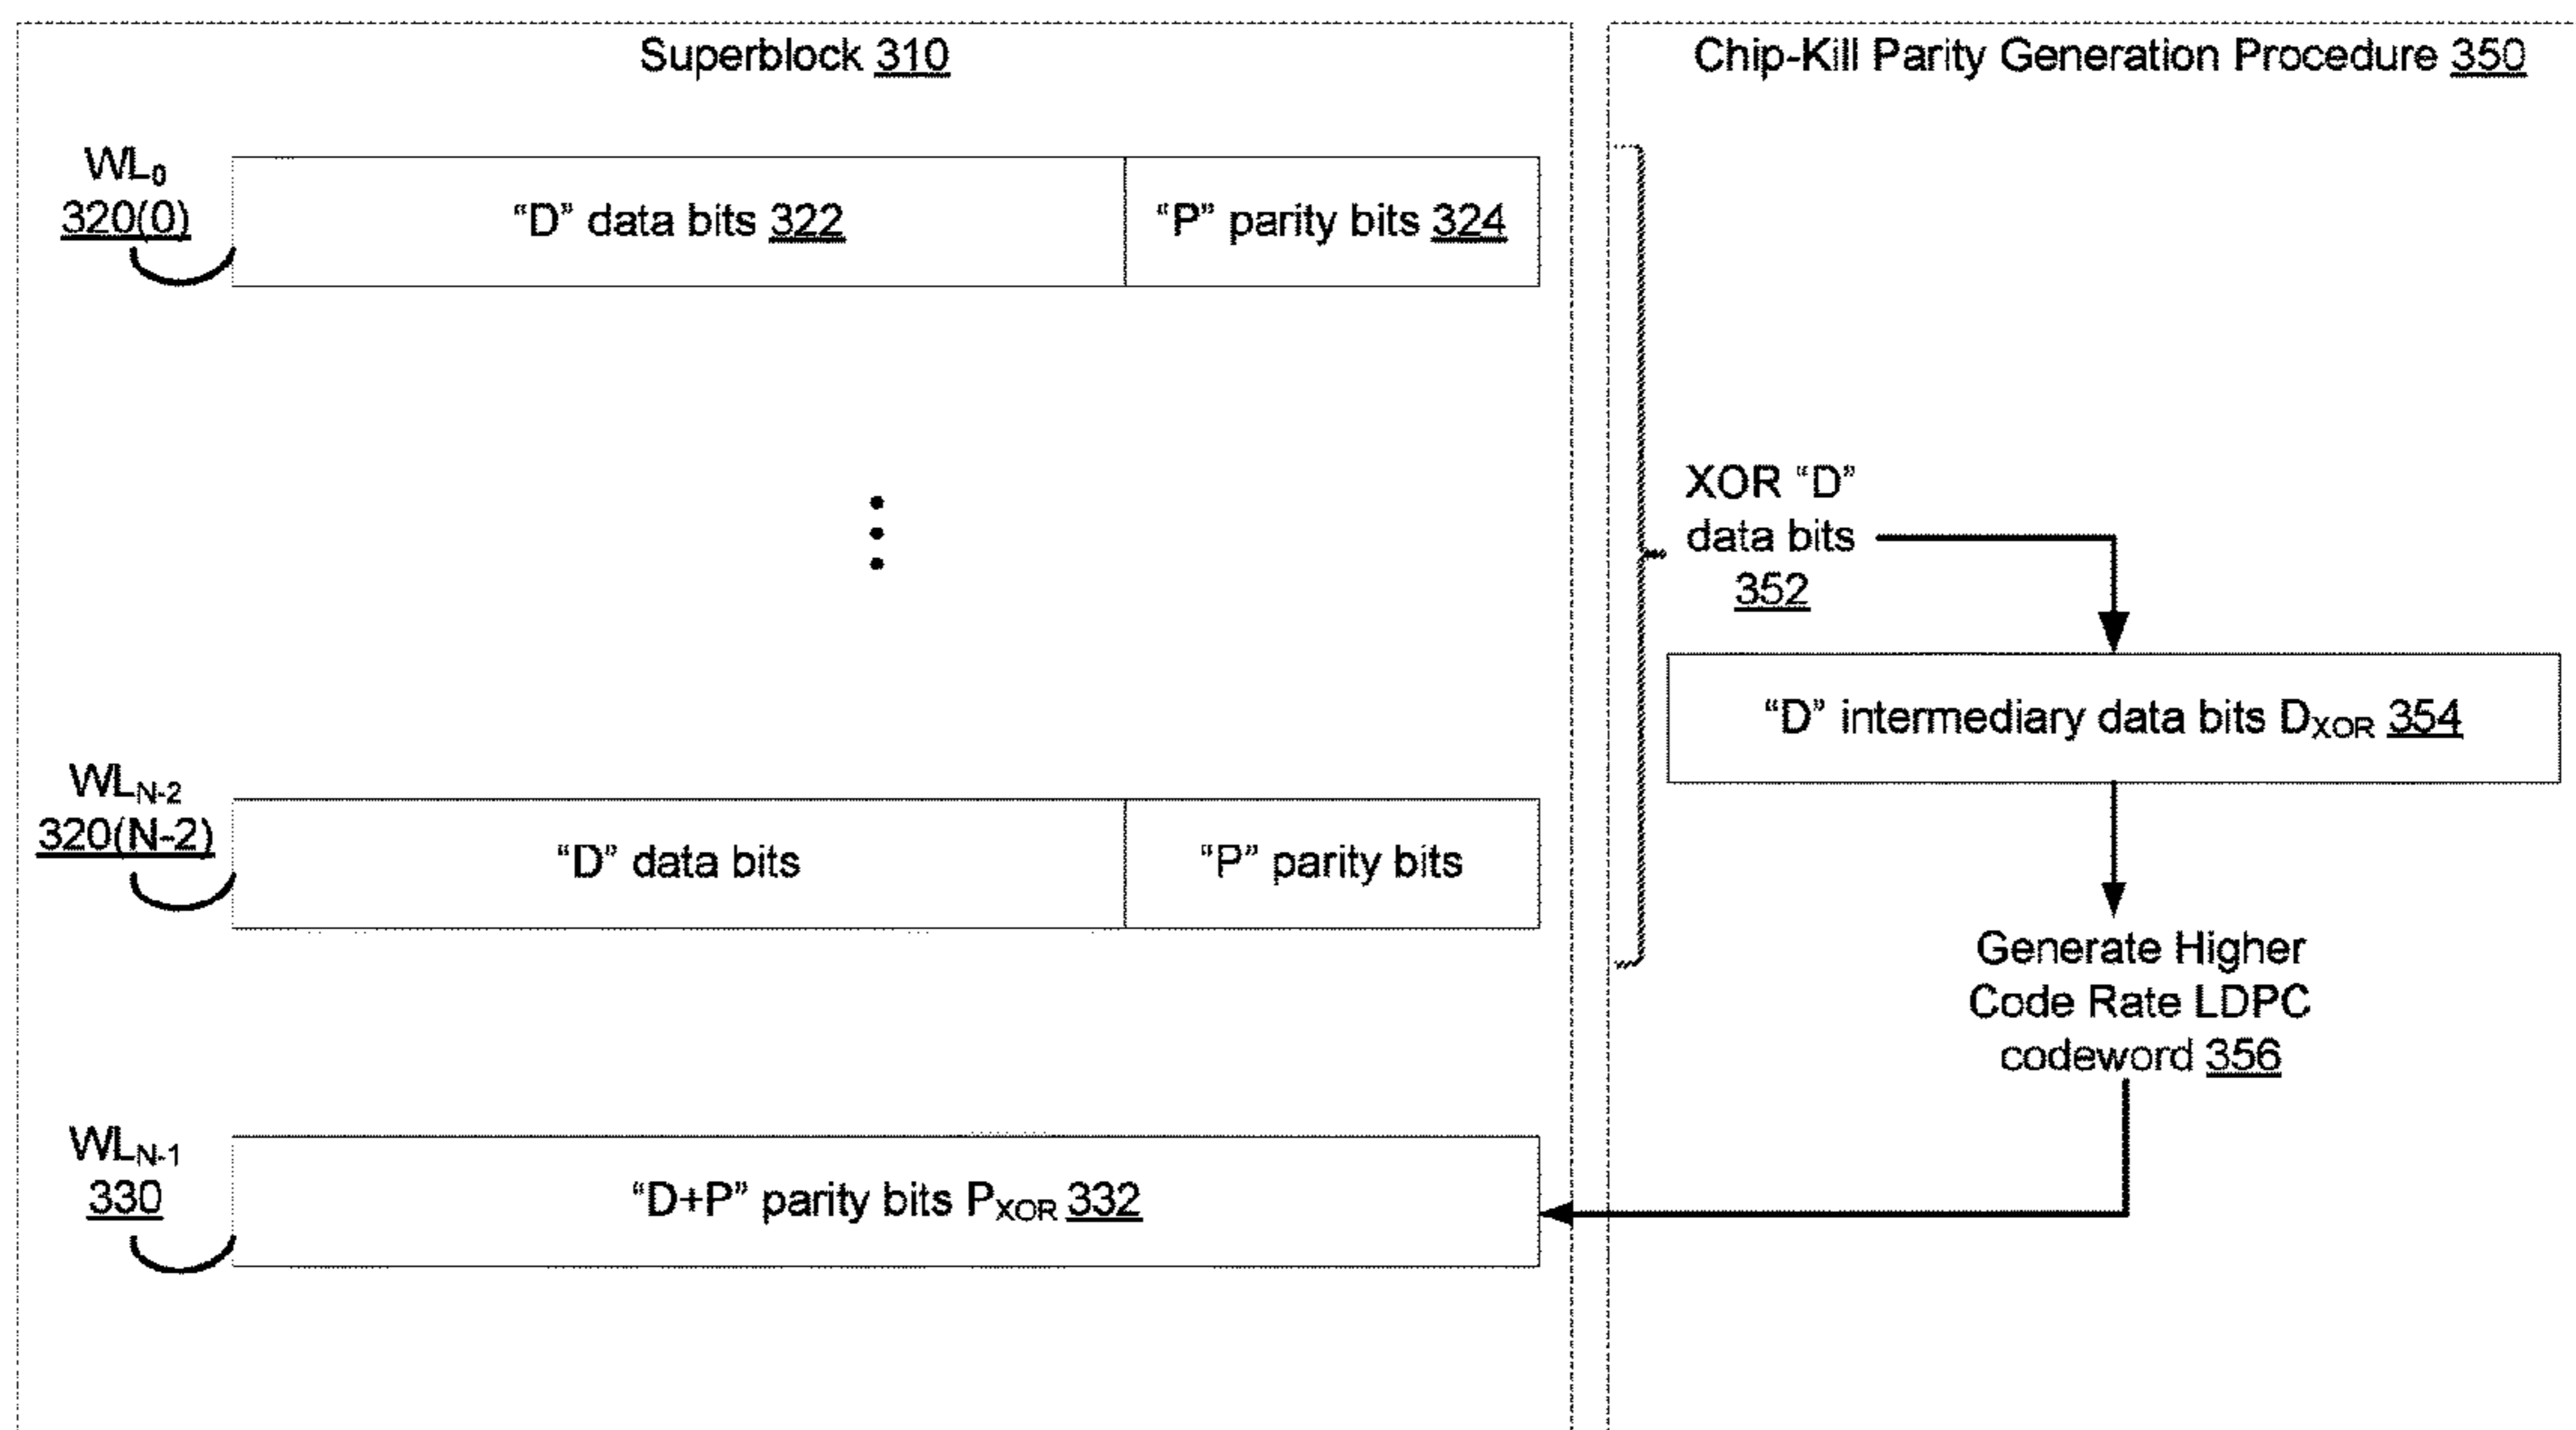 Superblock 310
WL0
320(0)
“D” data bits 322
“P” parity bits 324
WLN-2
320(N-2)
“D” data bits
“P” parity bits
WLN-1
330
“D+P” parity bits PXOR 332
Chip-Kill Parity Generation Procedure 350
XOR “D”
data bits
352
“D” intermediary data bits DXOR 354
Generate Higher
Code Rate LDPC
codeword 356